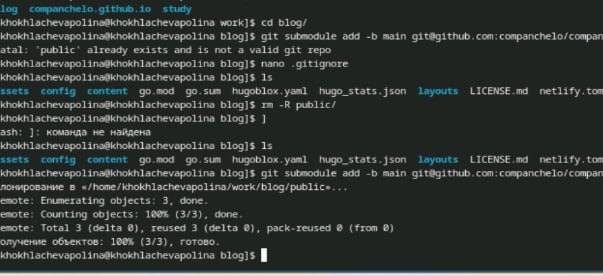 log companchelo.github.io study
khokhlachevapolina@khokhlachevapolina work]$ cd blog/
khokhlachevapolina@khokhlachevapolina blog]$ git submodule add -b main git@github.com:companchelo/compan
atal: 'public' already exists and is not a valid git repo
khokhlachevapolina@khokhlachevapolina blog]$ nano .gitignore
khokhlachevapolina@khokhlachevapolina blog]$ ls
ssets config content go.mod go.sum hugoblox.yaml hugo_stats.json layouts LICENSE.md netlify.tom
khokhlachevapolina@khokhlachevapolina blog]$ rm -R public/
khokhlachevapolina@khokhlachevapolina blog]$ ]
ash: ]: команда не найдена
khokhlachevapolina@khokhlachevapolina blog]$ ls
ssets config content go.mod go.sum hugoblox.yaml hugo_stats.json layouts LICENSE.md netlify.tom
khokhlachevapolina@khokhlachevapolina blog]$ git submodule add -b main git@github.com:companchelo/compan
лонирование в «/home/khokhlachevapolina/work/blog/public»...
emote: Enumerating objects: 3, done.
emote: Counting objects: 100% (3/3), done.
emote: Total 3 (delta 0), reused 3 (delta 0), pack-reused 0 (from 0)
олучение объектов: 100% (3/3), готово.
khokhlachevapolina@khokhlachevapolina blog]$